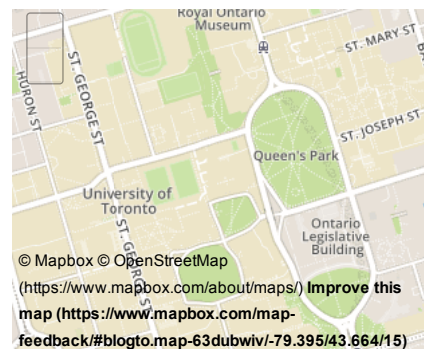 Royal Ontario
Museum
ST. MARY ST
ST. GEORGE ST
HURON ST
ST. JOSEPH ST
Queen's Park
University of
Toronto
ST. GEORGE ST
Ontario
Legislative
Building
© Mapbox © OpenStreetMap
(https://www.mapbox.com/about/maps/) Improve this
map (https://www.mapbox.com/map-
feedback/#blogto.map-63dubwiv/-79.395/43.664/15)